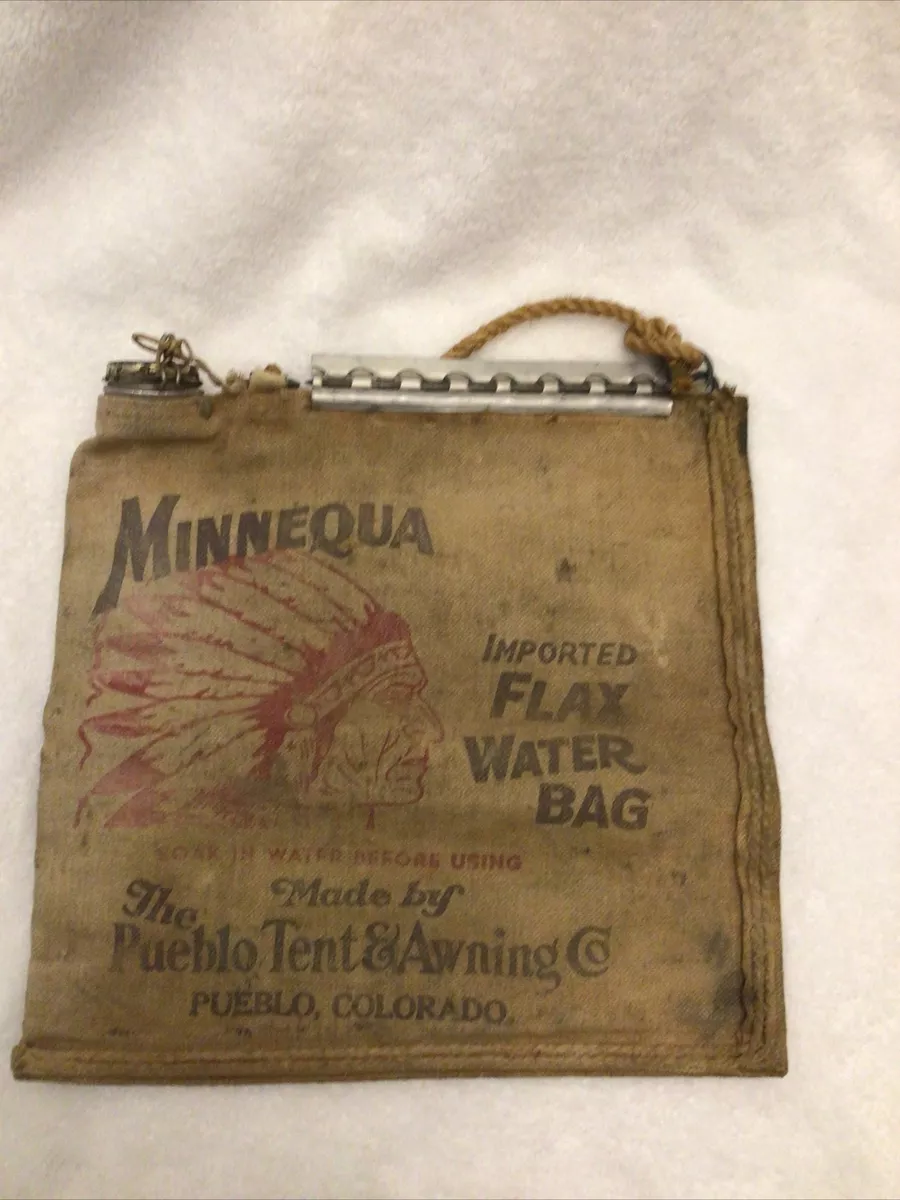 MINNEQUA
IMPORTED
FLAX
WATER
BAG
SOAK IN WATER BEFORE USING
Made by
The
Pueblo Tent & Awning Co
PUEBLO, COLORADO.